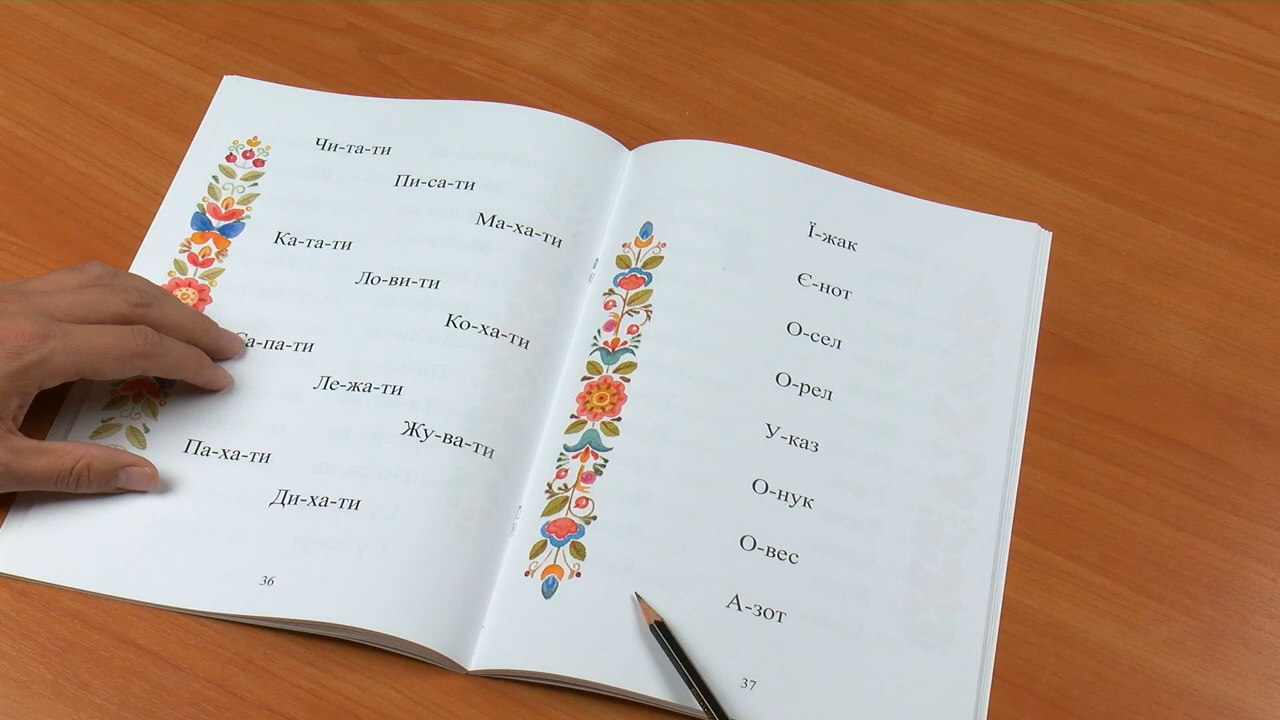 Чи-та-ти
Пи-са-ти
Ма-ха-ти
Ка-та-ти
Ло-ви-ти
Ко-ха-ти
Са-па-ти
Ле-жа-ти
Жу-ва-ти
Па-ха-ти
Ди-ха-ти
36
Ї-жак
Є-нот
О-сел
О-рел
У-каз
О-нук
О-вес
А-зот
37